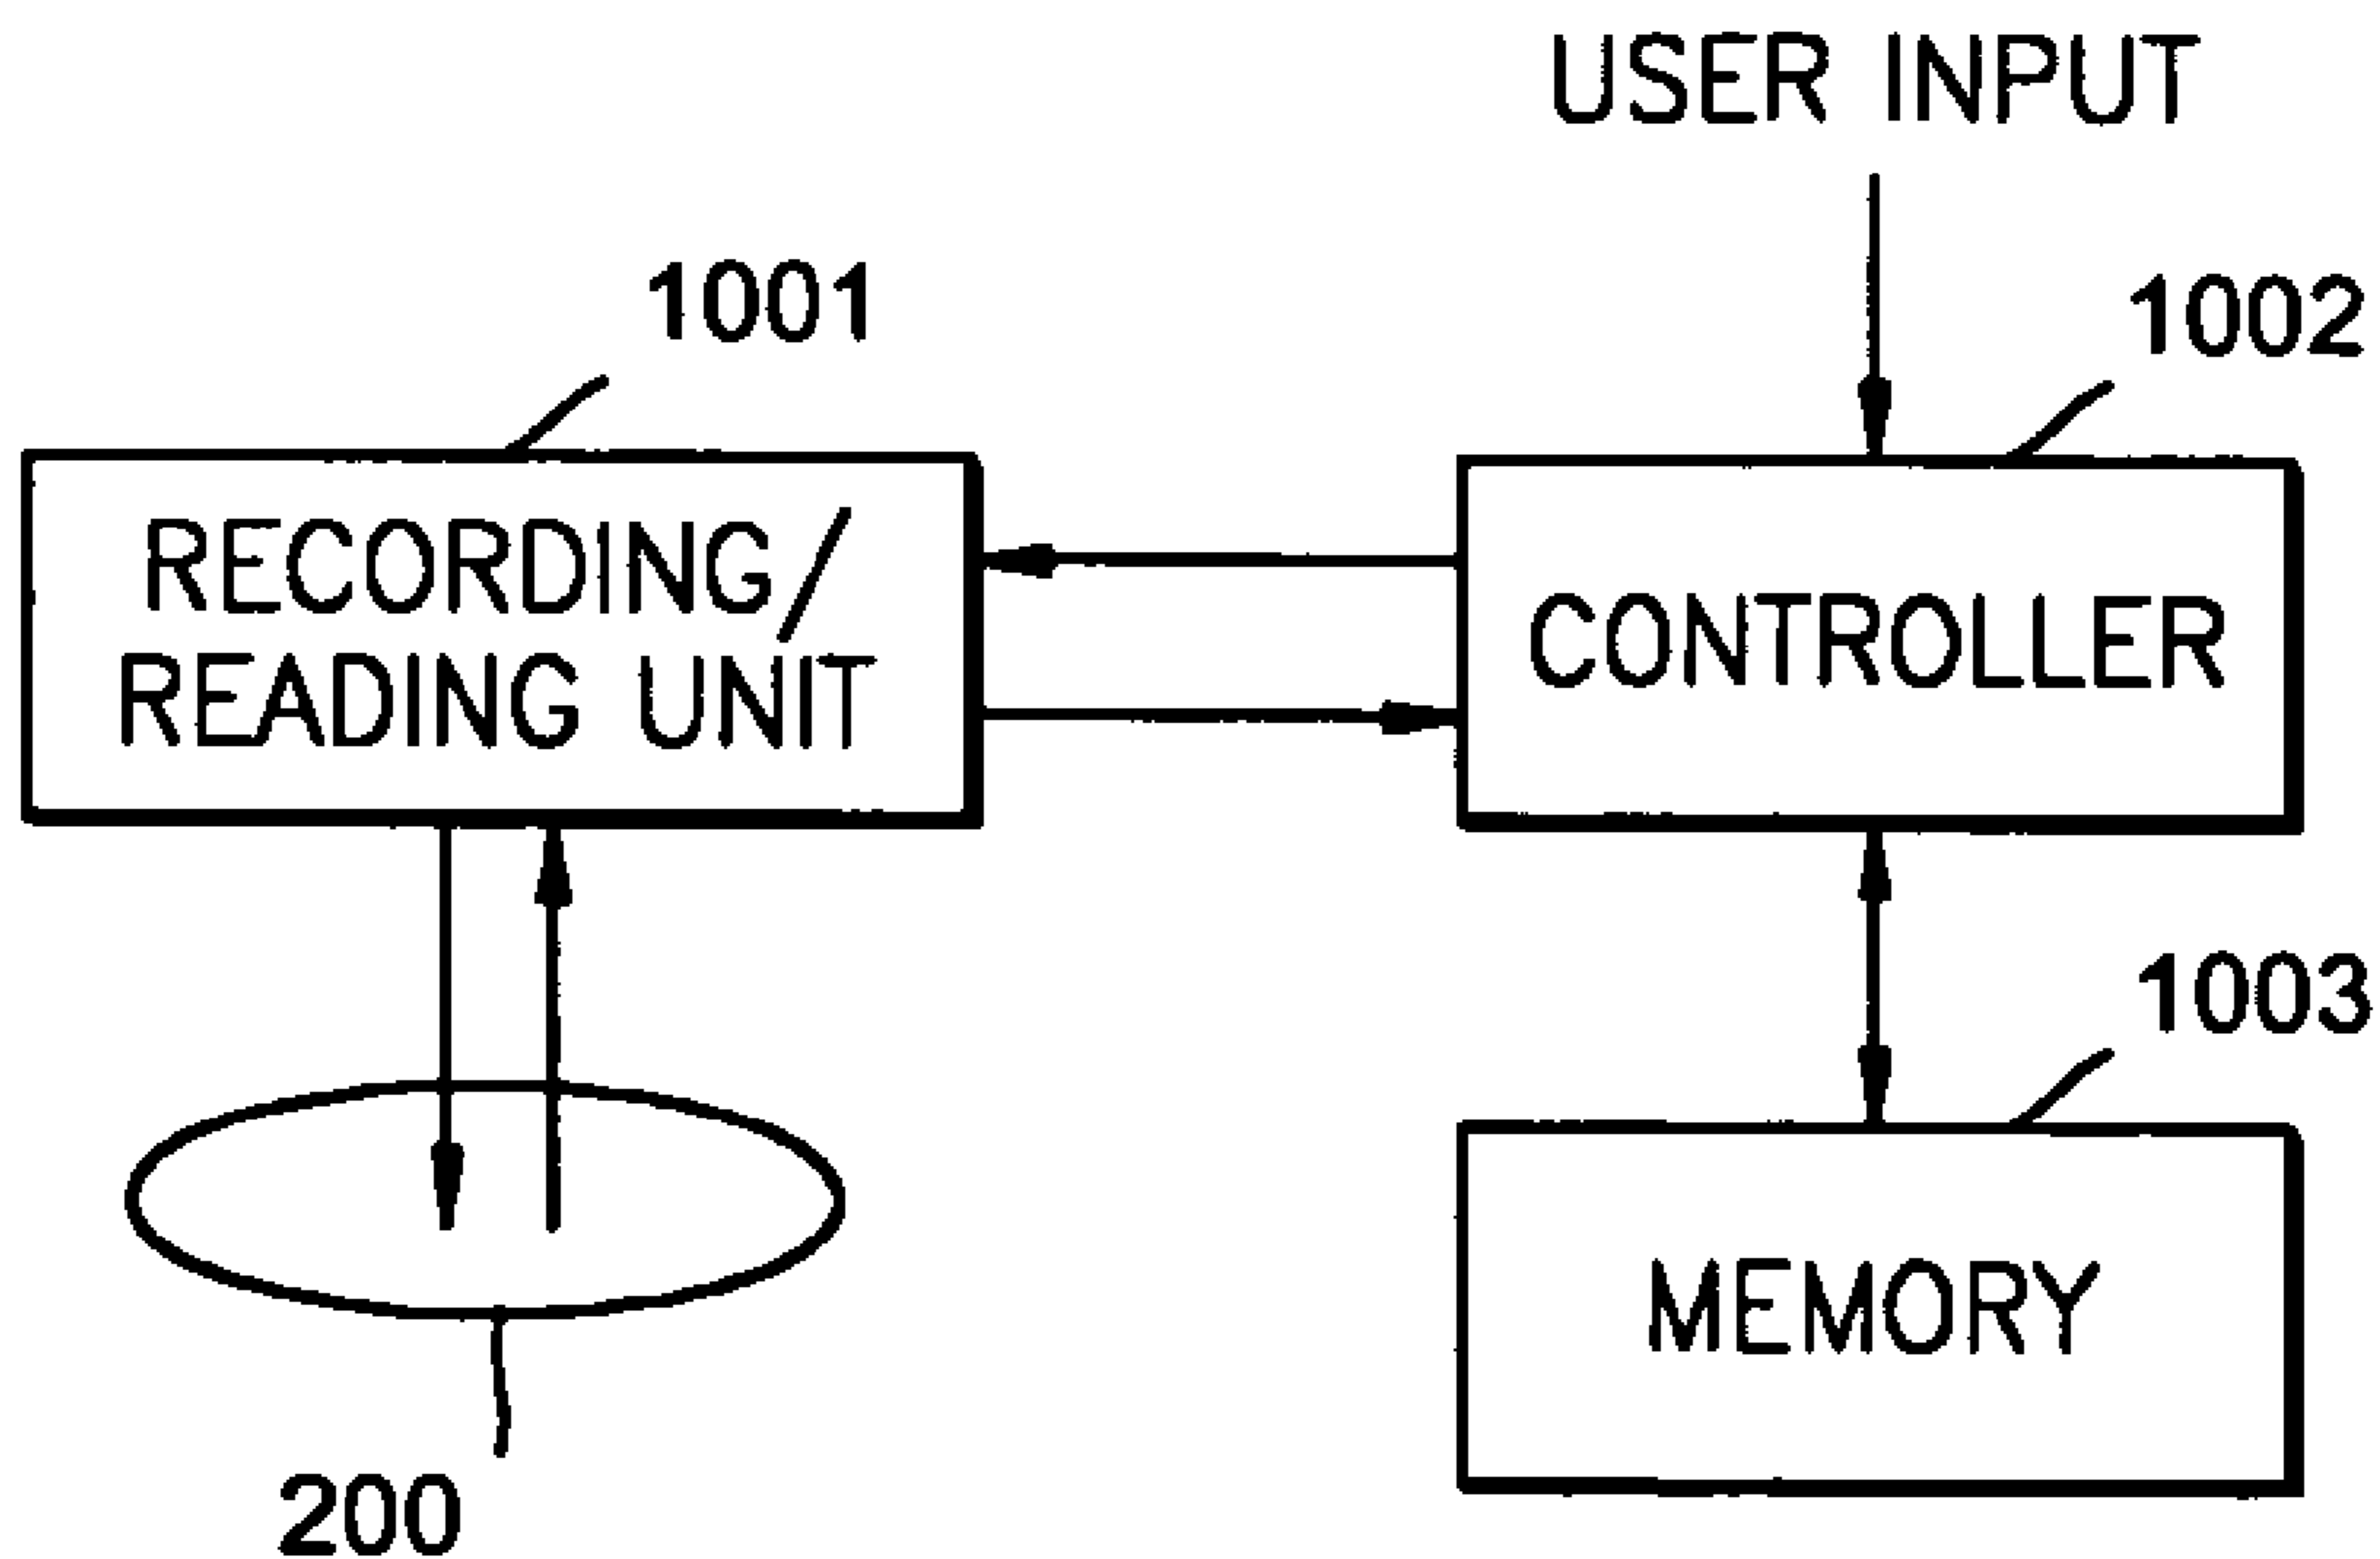 USER INPUT
1001
1002
RECORDING/
READING UNIT
CONTROLLER
1003
MEMORY
200